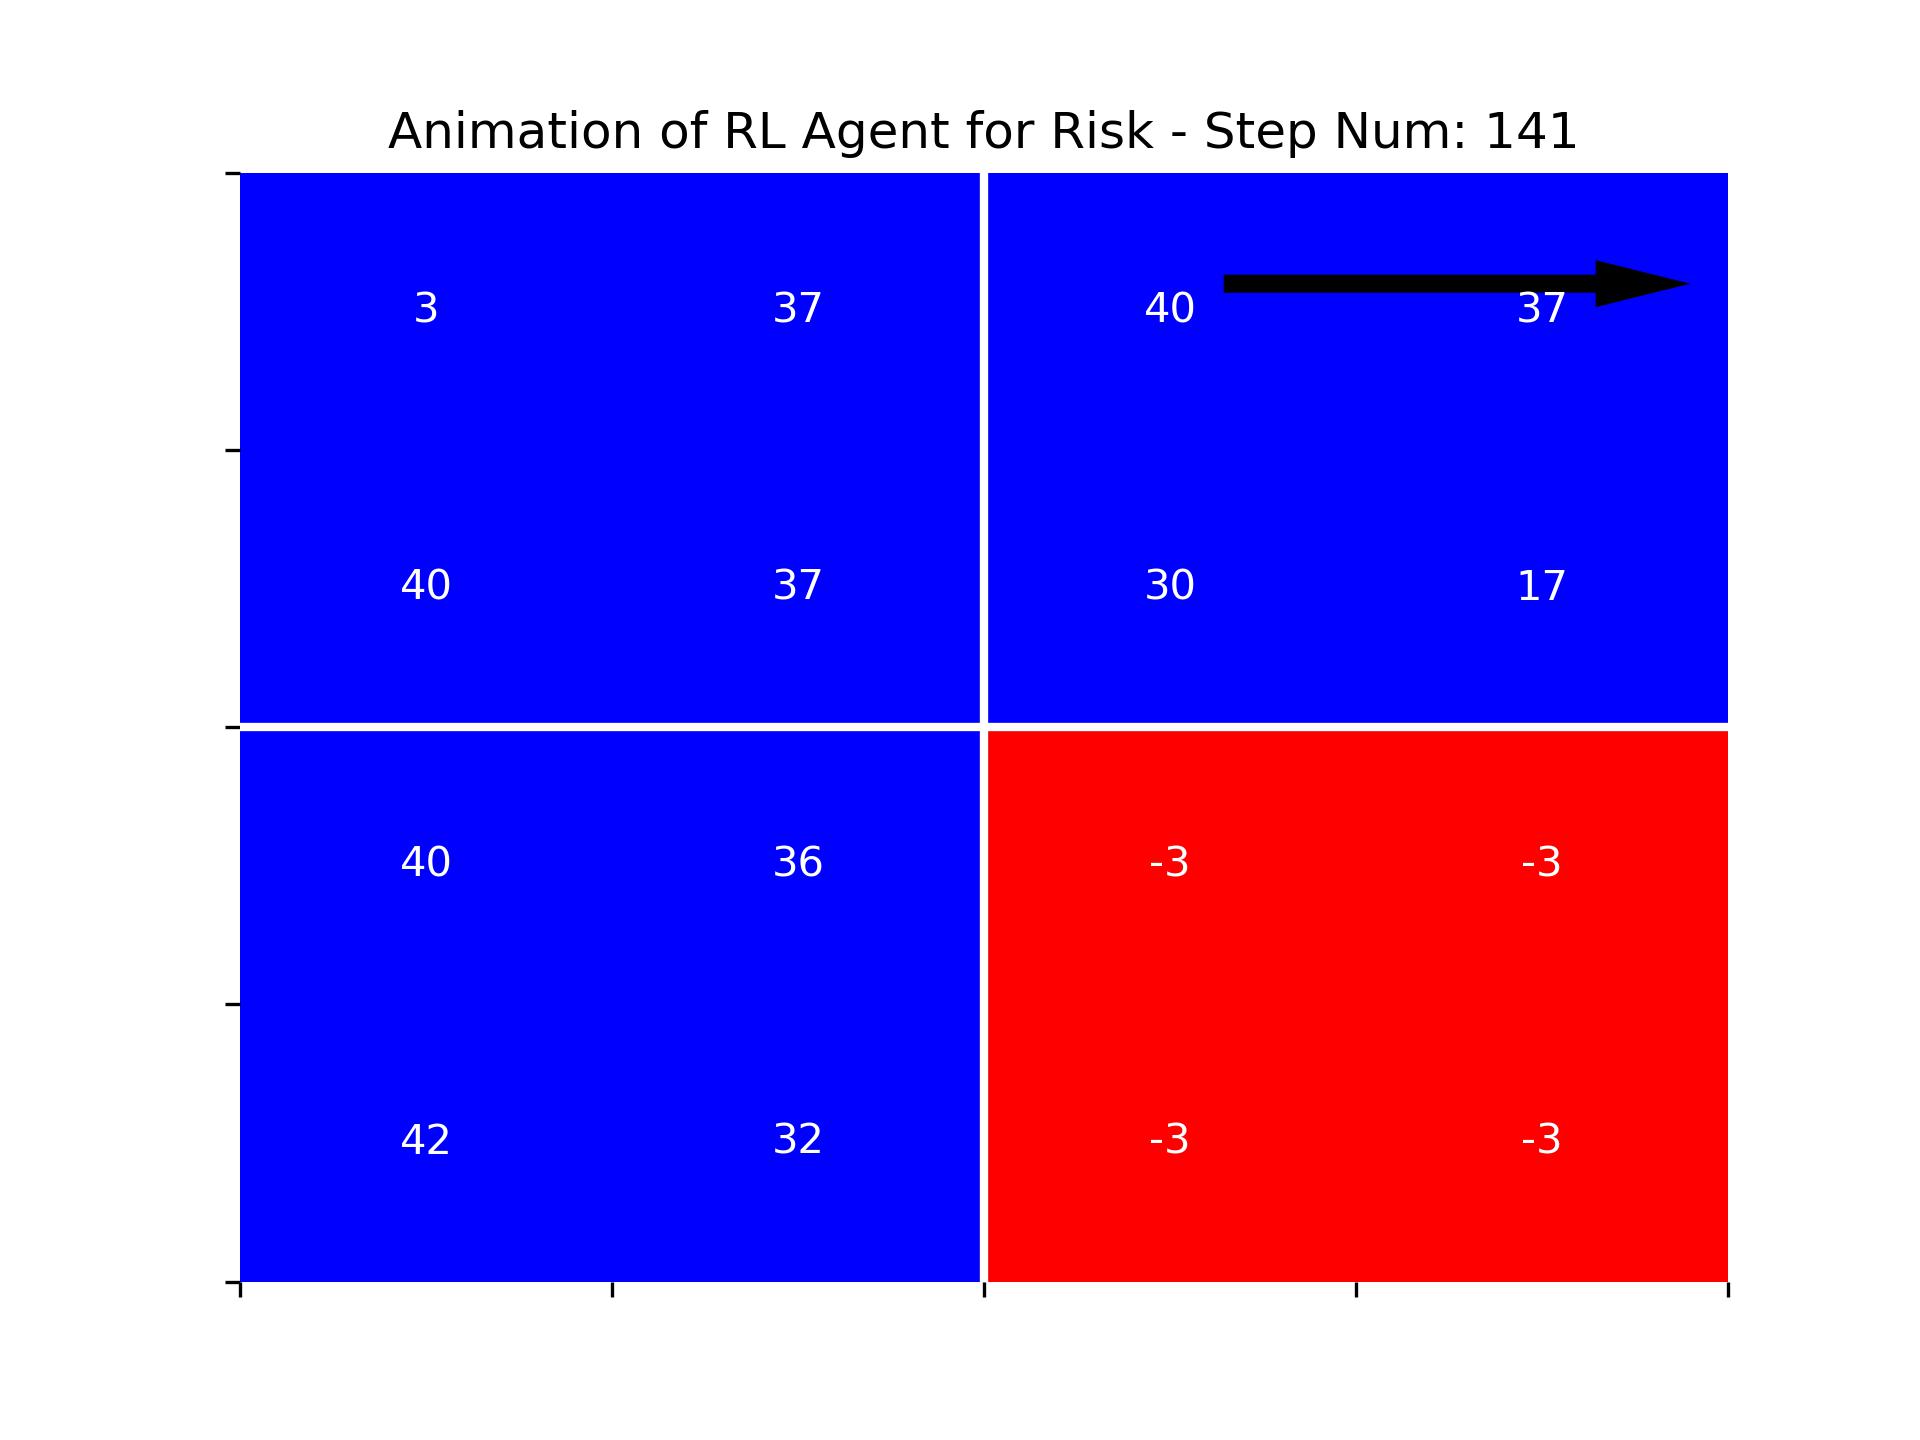 Animation of RL Agent for Risk - Step Num: 141
3 37 40 37
40 37 30 17
40 36 -3 -3
42 32 -3 -3